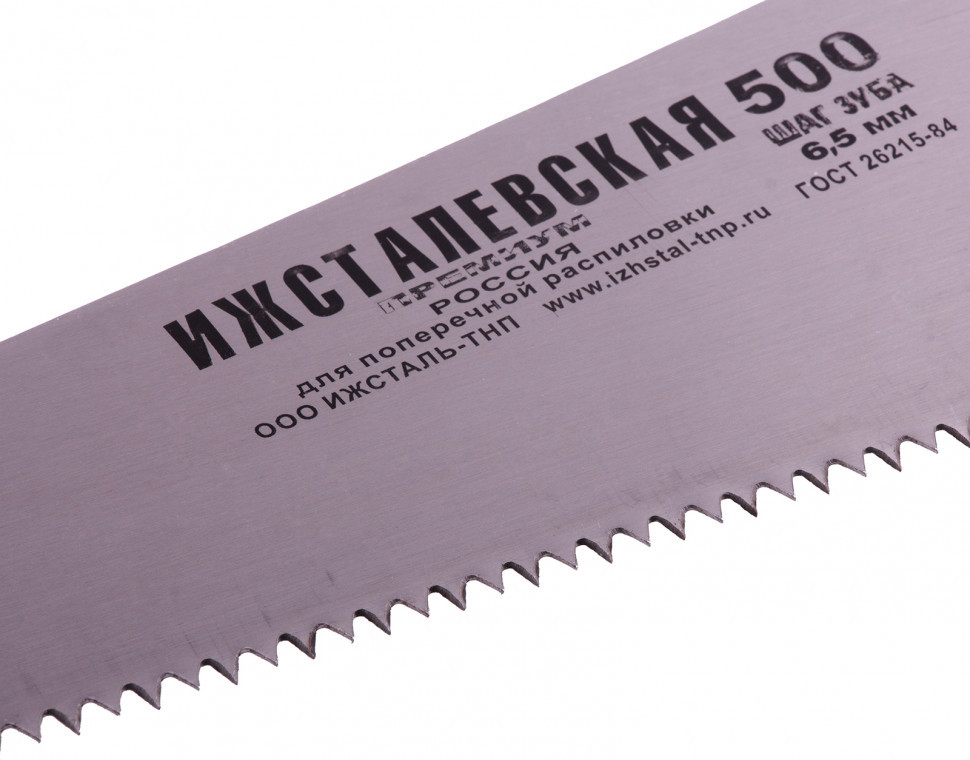 ИЖСТАЛЕВСКАЯ 500
ПРЕМИУМ
РОССИЯ
для поперечной распиловки
ООО ИЖСТАЛЬ-ТНП www.izhstal-tnp.ru
ШАГ ЗУБА
6,5 мм
ГОСТ 26215-84